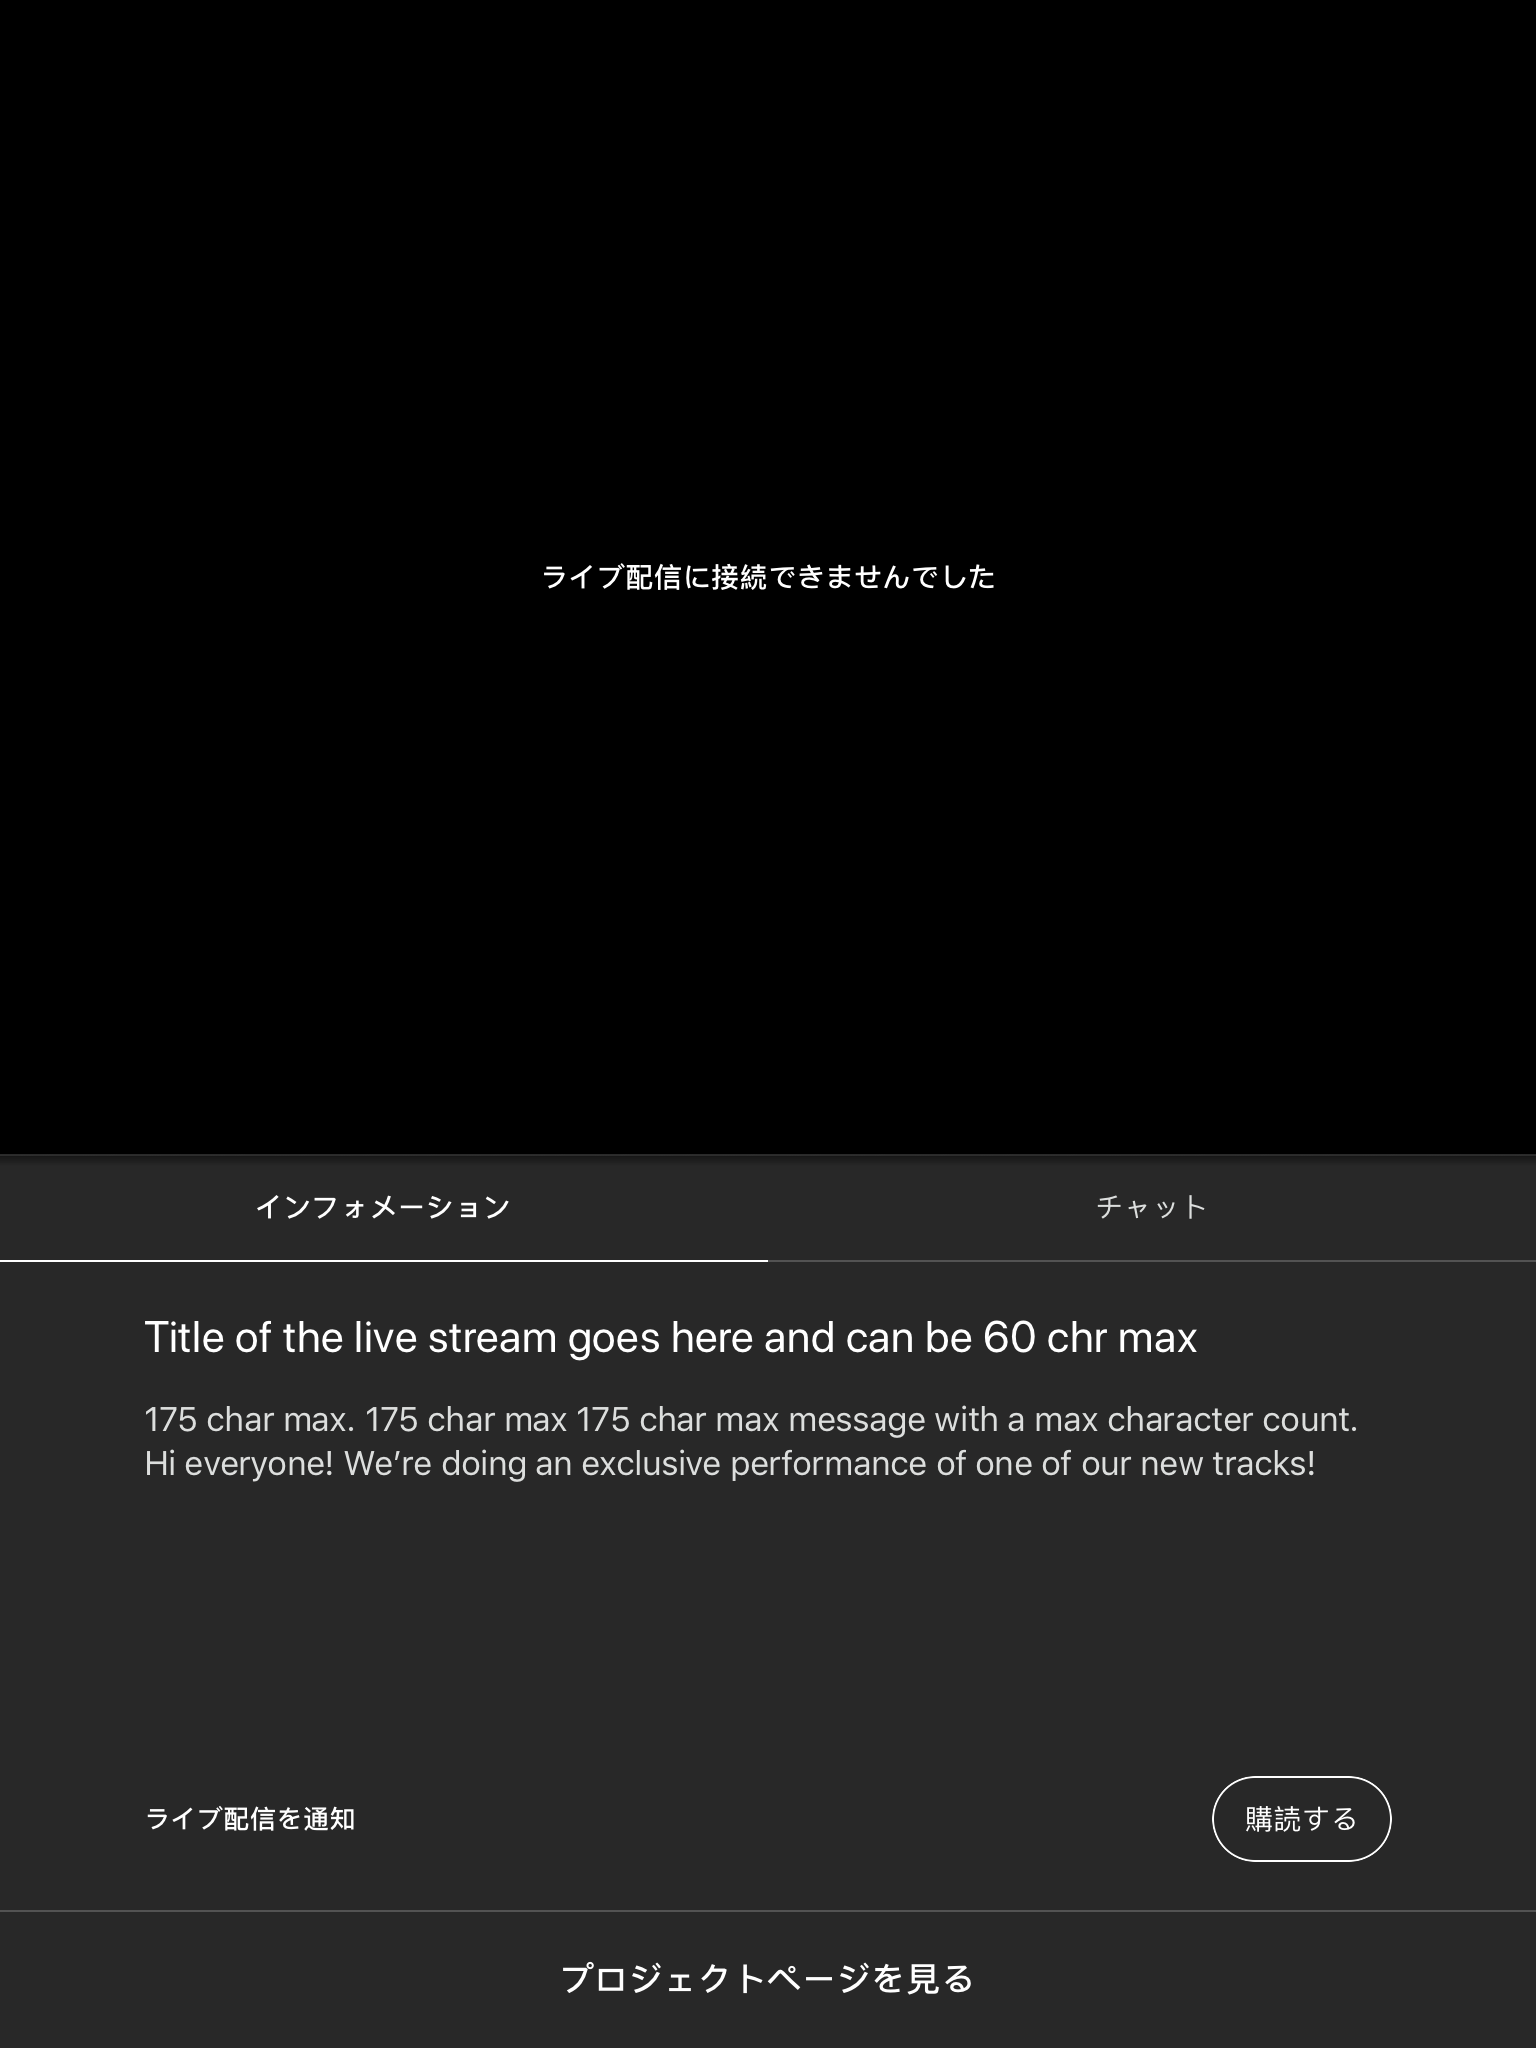 ライブ配信に接続できませんでした
インフォメーション
チャット
Title of the live stream goes here and can be 60 chr max
175 char max. 175 char max 175 char max message with a max character count.
Hi everyone! We’re doing an exclusive performance of one of our new tracks!
ライブ配信を通知
購読する
プロジェクトページを見る